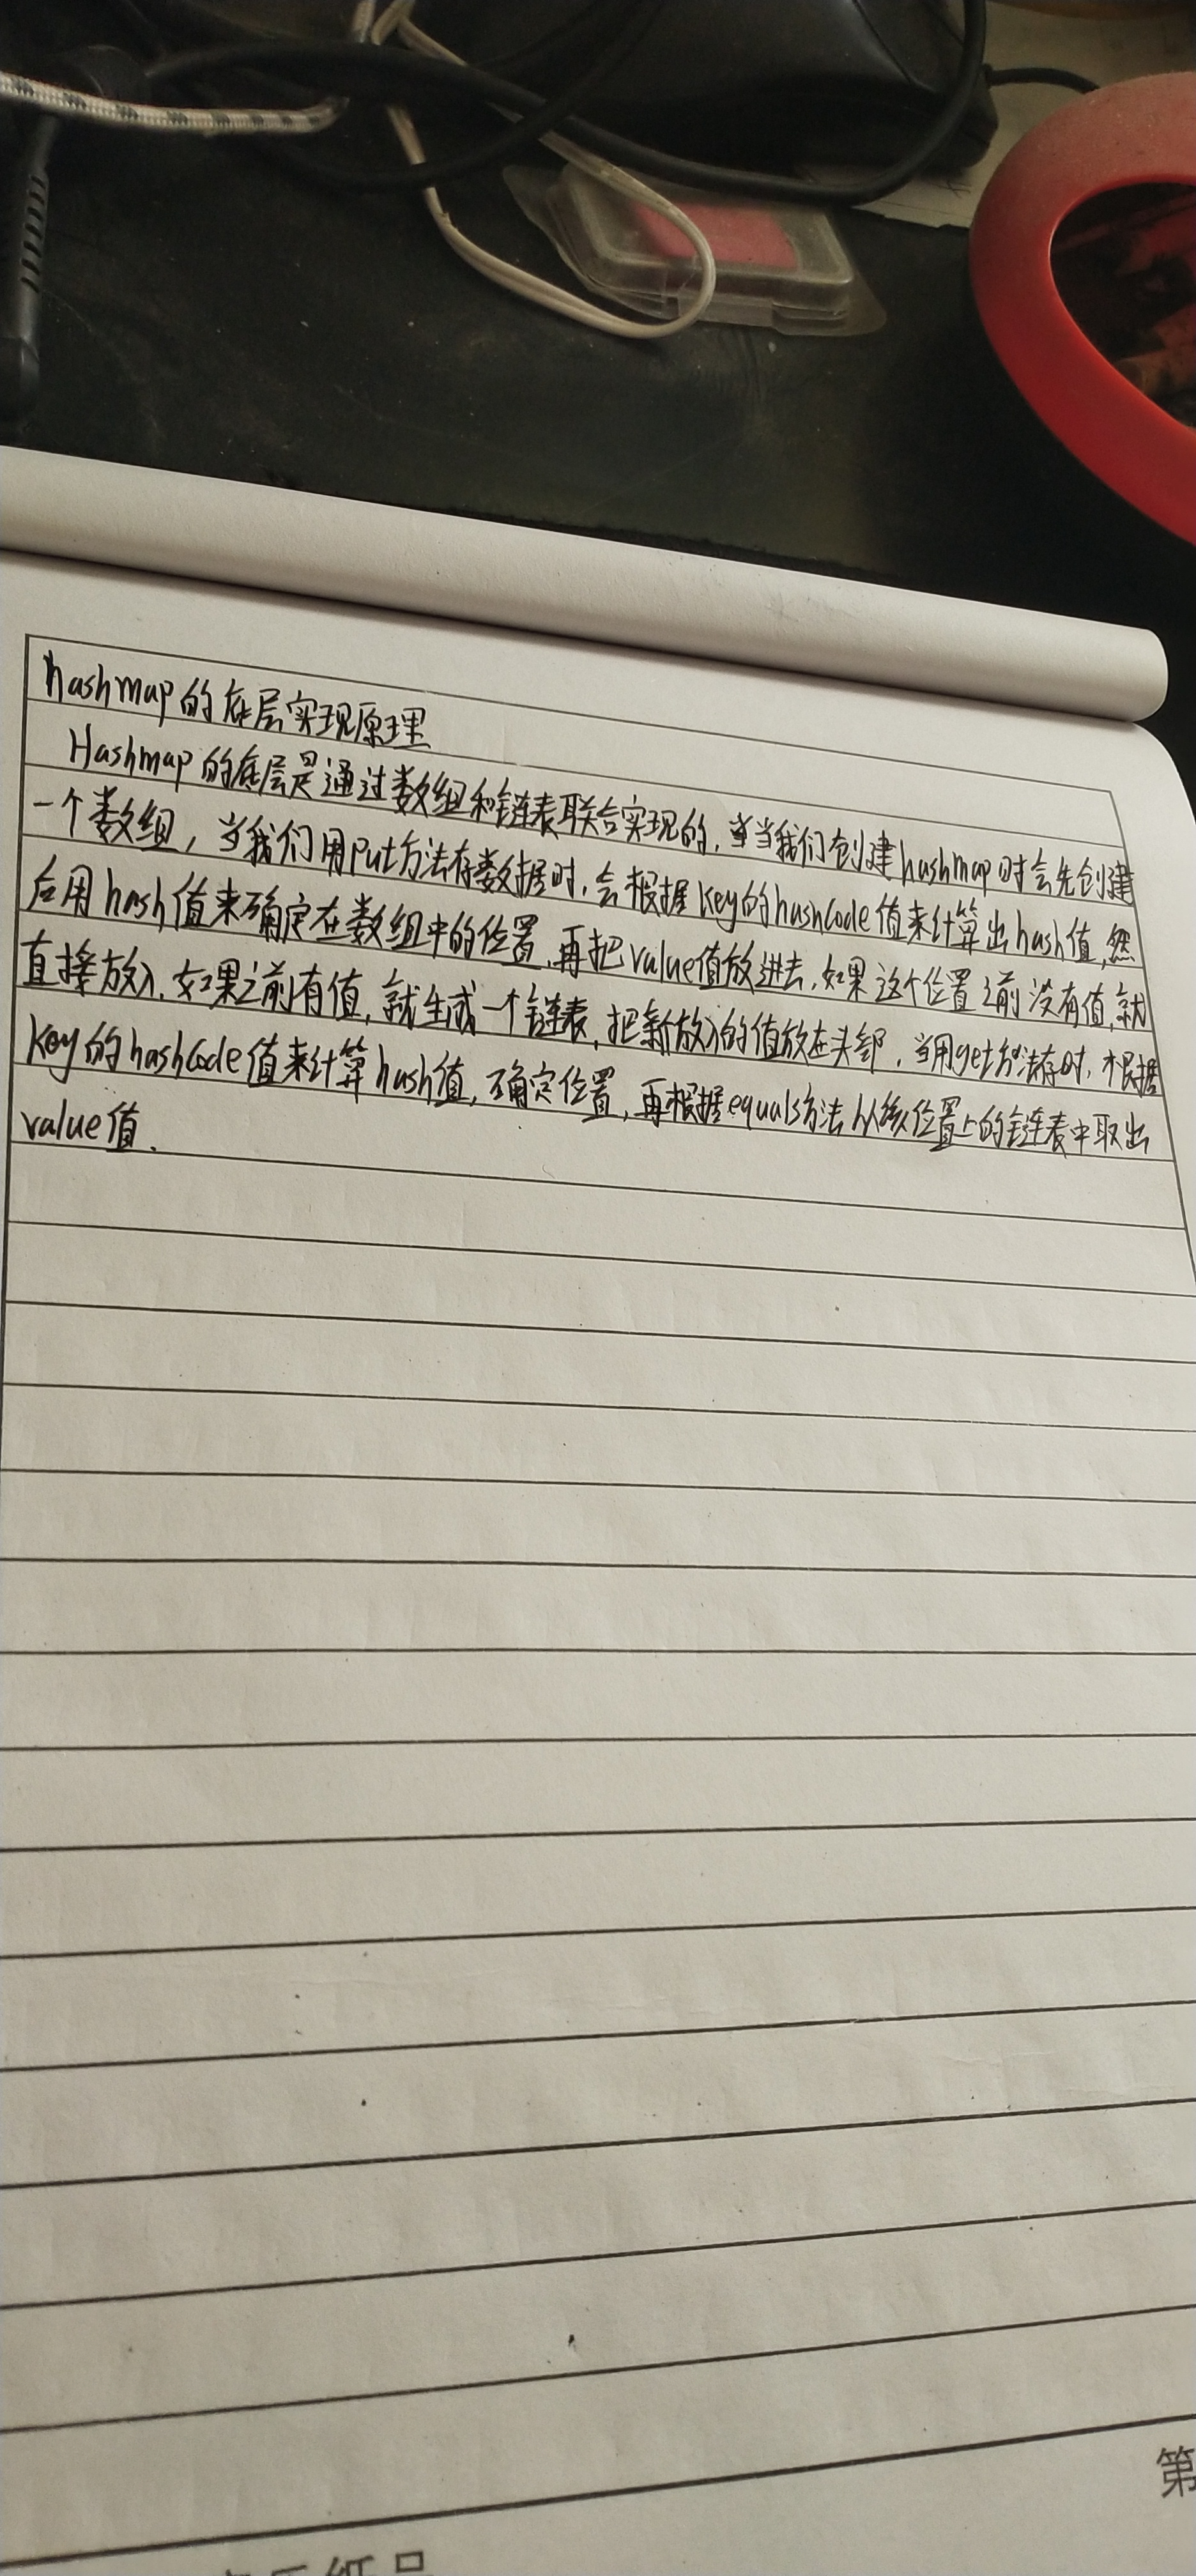 hashmap的底层实现原理
Hashmap的底层是通过数组和链表联合实现的,当当我们创建hashmap时会先创建
一个数组,当我们用put方法存数据时,会根据key的hashCode值来计算出hash值,然
后用hash值来确定在数组中的位置,再把value值放进去,如果这个位置之前没有值,就
直接放入.如果之前有值,就生成一个链表,把新放入的值放在头部,当用get方法存时,根据
key的hashCode值来计算hash值,确定位置,再根据equals方法从该位置上的链表中取出
value值.
第
纸品